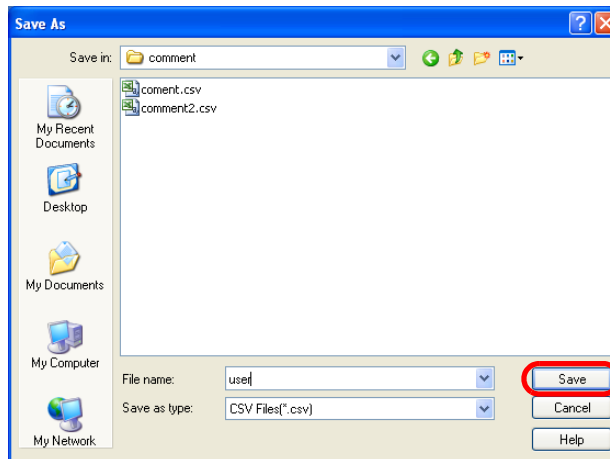 Save As
Save in:
comment
coment.csv
comment2.csv
My Recent
Documents
Desktop
My Documents
My Computer
My Network
File name:
user
Save
Save as type:
CSV Files(*.csv)
Cancel
Help